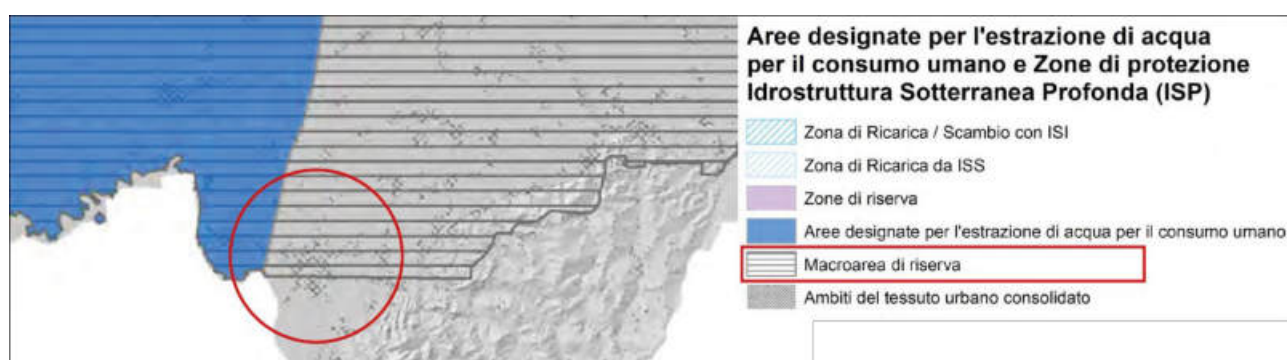 Aree designate per l'estrazione di acqua
per il consumo umano e Zone di protezione
Idrostruttura Sotterranea Profonda (ISP)
Zona di Ricarica / Scambio con ISI
Zona di Ricarica da ISS
Zone di riserva
Aree designate per l'estrazione di acqua per il consumo umano
Macroarea di riserva
Ambiti del tessuto urbano consolidato